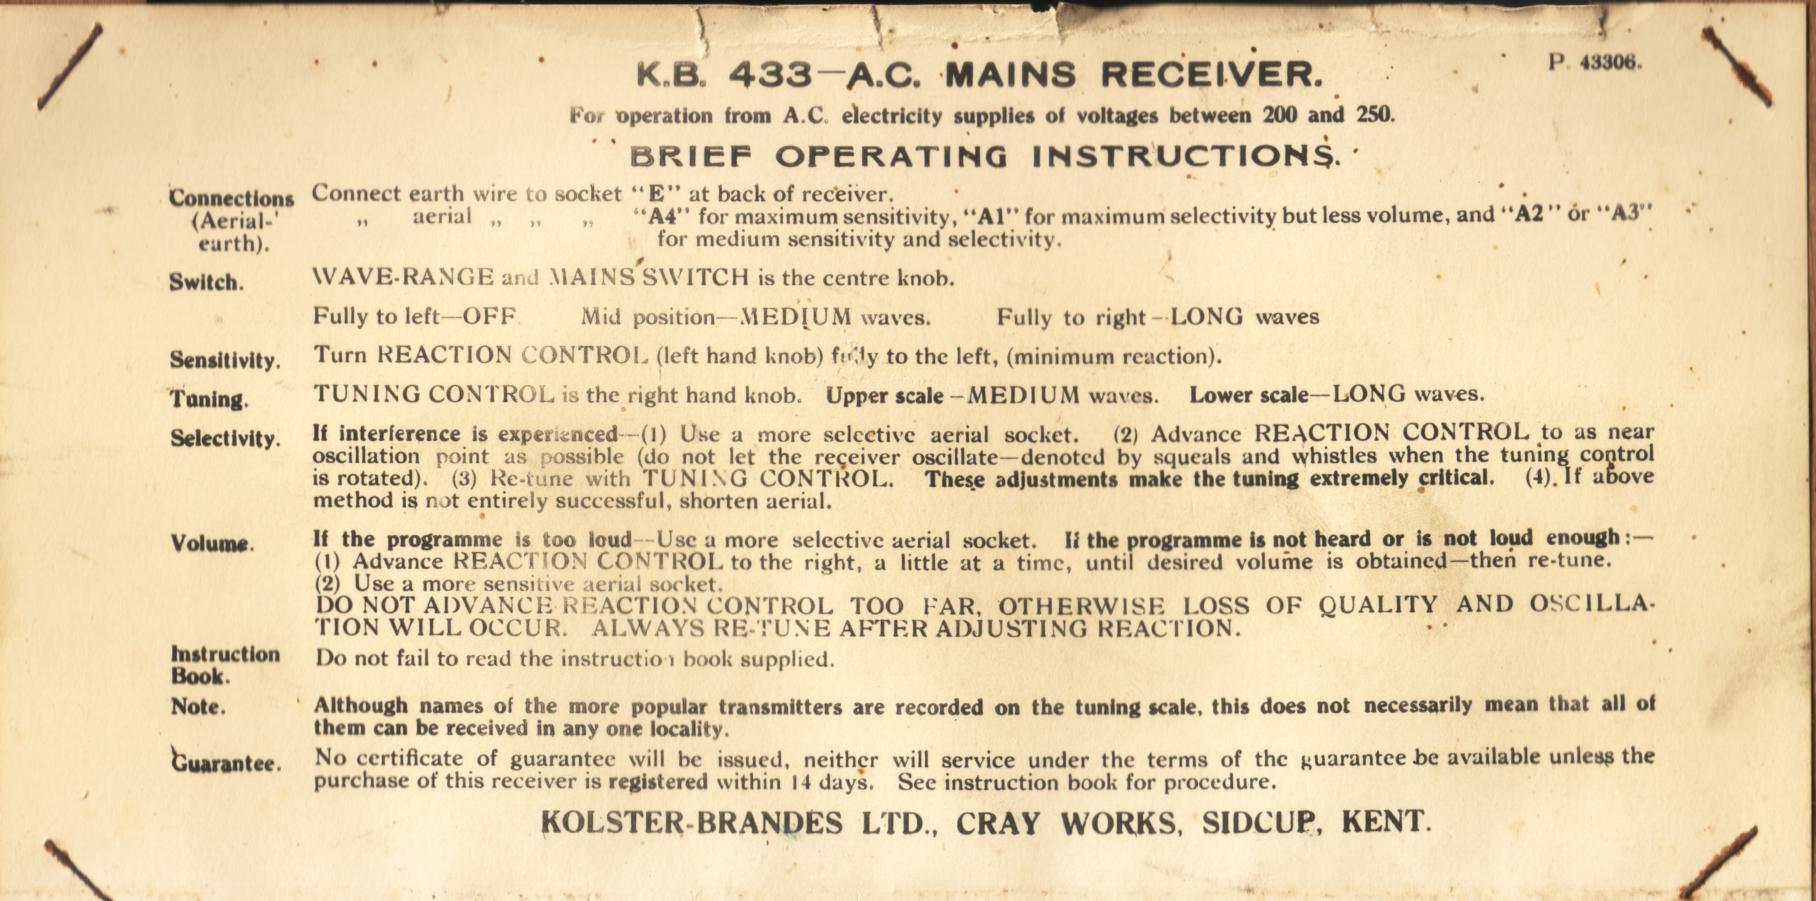 K.B. 433—A.C. MAINS RECEIVER.
P. 43306.
For operation from A.C. electricity supplies of voltages between 200 and 250.
BRIEF OPERATING INSTRUCTIONS.
Connections (Aerial-earth).
Connect earth wire to socket "E" at back of receiver.
„ aerial „ „ „ "A4" for maximum sensitivity, "A1" for maximum selectivity but less volume, and "A2" or "A3"
for medium sensitivity and selectivity.
Switch. WAVE-RANGE and MAINS SWITCH is the centre knob.
Fully to left—OFF. Mid position—MEDIUM waves. Fully to right—LONG waves
Sensitivity. Turn REACTION CONTROL (left hand knob) fully to the left, (minimum reaction).
Tuning. TUNING CONTROL is the right hand knob. Upper scale—MEDIUM waves. Lower scale—LONG waves.
Selectivity. If interference is experienced—(1) Use a more selective aerial socket. (2) Advance REACTION CONTROL to as near
oscillation point as possible (do not let the receiver oscillate—denoted by squeals and whistles when the tuning control
is rotated). (3) Re-tune with TUNING CONTROL. These adjustments make the tuning extremely critical. (4). If above
method is not entirely successful, shorten aerial.
Volume. If the programme is too loud—Use a more selective aerial socket. If the programme is not heard or is not loud enough:—
(1) Advance REACTION CONTROL to the right, a little at a time, until desired volume is obtained—then re-tune.
(2) Use a more sensitive aerial socket.
DO NOT ADVANCE REACTION CONTROL TOO FAR, OTHERWISE LOSS OF QUALITY AND OSCILLA-
TION WILL OCCUR. ALWAYS RE-TUNE AFTER ADJUSTING REACTION.
Instruction Book.
Do not fail to read the instruction book supplied.
Note. Although names of the more popular transmitters are recorded on the tuning scale, this does not necessarily mean that all of
them can be received in any one locality.
Guarantee. No certificate of guarantee will be issued, neither will service under the terms of the guarantee be available unless the
purchase of this receiver is registered within 14 days. See instruction book for procedure.
KOLSTER-BRANDES LTD., CRAY WORKS, SIDCUP, KENT.